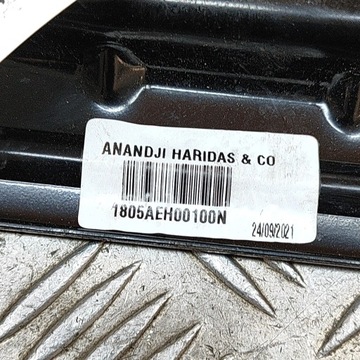 ANANDJI HARIDAS & CO
1805AEH00100N
24/09/2021